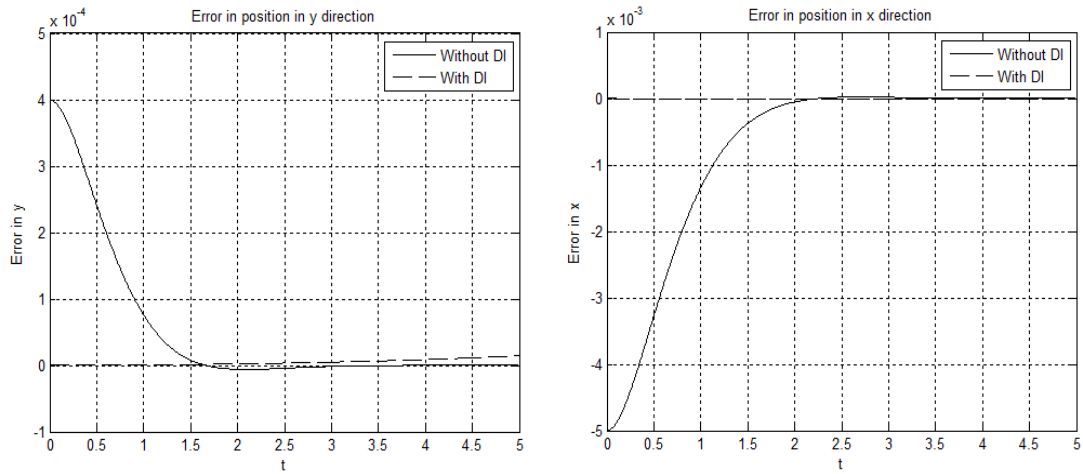 Error in position in y direction
x 10-4
5
4
3
2
1
0
-1
Error in y
0 0.5 1 1.5 2 2.5 3 3.5 4 4.5 5
t
Without DI
With DI
Error in position in x direction
x 10-3
1
0
-1
-2
-3
-4
-5
Error in x
0 0.5 1 1.5 2 2.5 3 3.5 4 4.5 5
t
Without DI
With DI